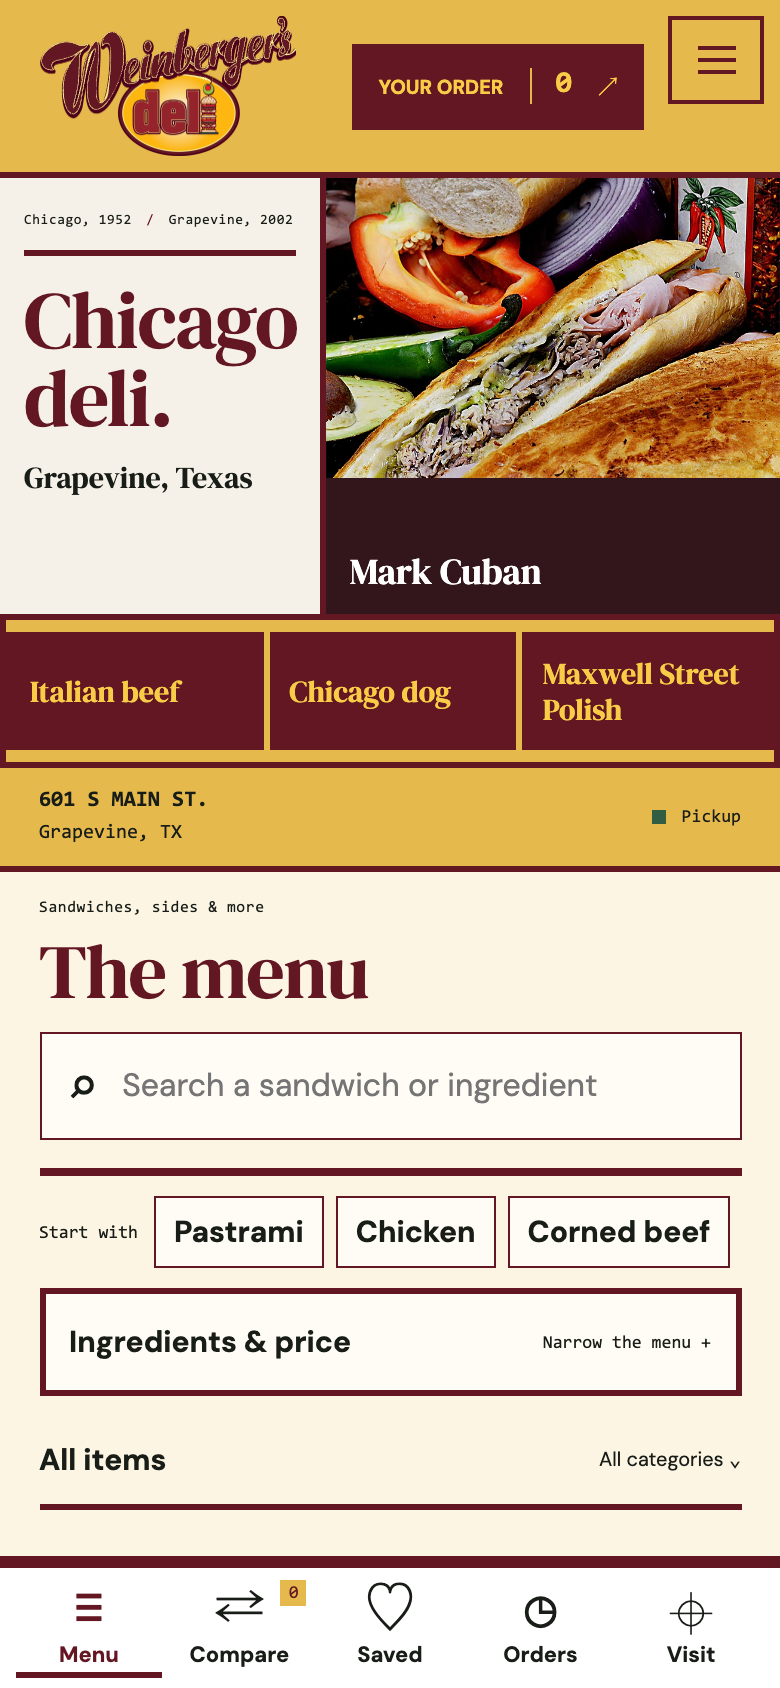 Weinberger's
deli
YOUR ORDER 0 ↗
Chicago, 1952 / Grapevine, 2002
Chicago
deli.
Grapevine, Texas
Mark Cuban
Italian beef
Chicago dog
Maxwell Street
Polish
601 S MAIN ST.
Grapevine, TX
Pickup
Sandwiches, sides & more
The menu
Search a sandwich or ingredient
Start with
Pastrami
Chicken
Corned beef
Ingredients & price
Narrow the menu +
All items
All categories
0
Menu
Compare
Saved
Orders
Visit